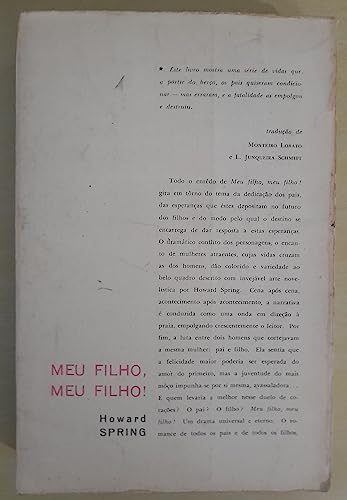 * Este livro mostra uma série de vidas que
a partir do berço, os pais quiseram condicio-
nar — mas erraram, e a fatalidade as empolgou
e destruiu.
tradução de
MONTEIRO LOBATO
e L. JUNQUEIRA SCHMIDT
Todo o enrêdo de Meu filho, meu filho!
gira em tôrno do tema da dedicação dos pais,
das esperanças que êstes depositam no futuro
dos filhos e do modo pelo qual o destino se
encarrega de dar resposta a estas esperanças.
O dramático conflito dos personagens, o encan-
to de mulheres atraentes, cujas vidas cruzam
as dos homens, dão colorido e variedade ao
belo quadro descrito com invejável arte nove-
lística por Howard Spring. Cena após cena,
acontecimento após acontecimento, a narrativa
é conduzida como uma onda em direção à
praia, empolgando crescentemente o leitor. Por
fim, a luta entre dois homens que cortejavam
a mesma mulher: pai e filho. Ela sentia que
a felicidade maior poderia ser esperada do
amor do primeiro, mas a juventude do mais
môço impunha-se por si mesma, avassaladora...
E quem levaria a melhor nesse duelo de co-
rações? O pai? O filho? Meu filho, meu
filho! Um drama universal e eterno. O ro-
mance de todos os pais e de todos os filhos.
MEU FILHO,
MEU FILHO!
Howard
SPRING